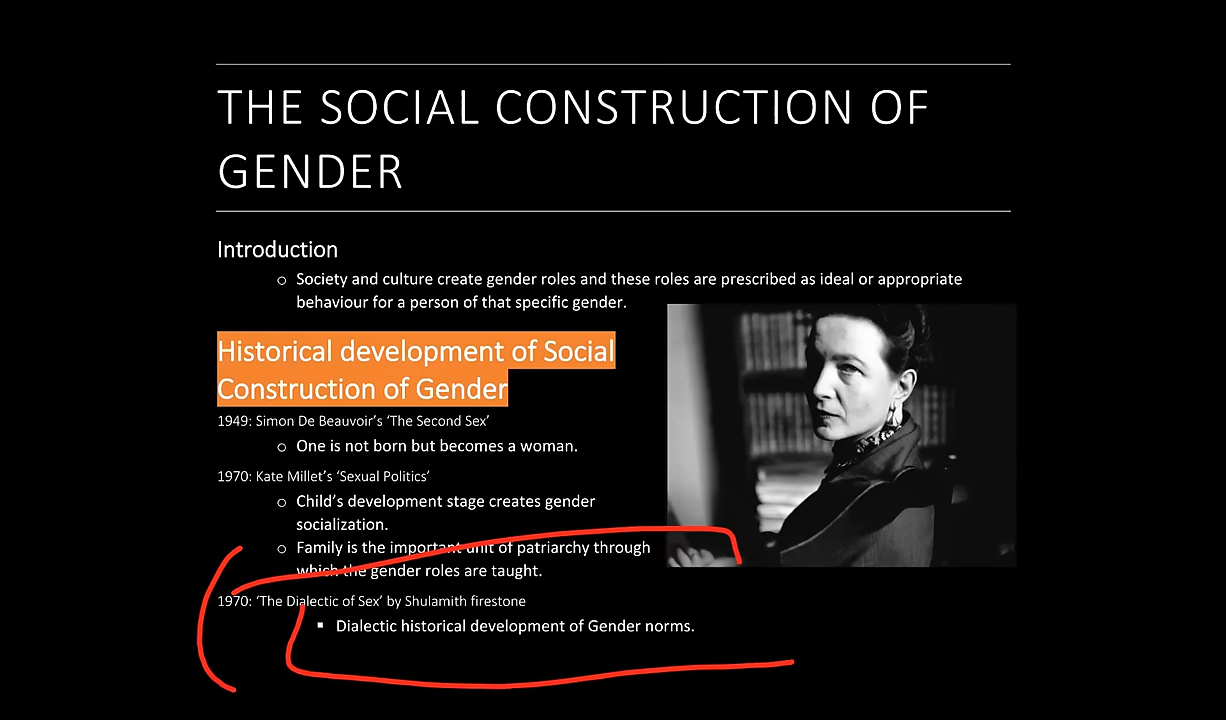 THE SOCIAL CONSTRUCTION OF
GENDER
Introduction
○ Society and culture create gender roles and these roles are prescribed as ideal or appropriate
behaviour for a person of that specific gender.
Historical development of Social
Construction of Gender
1949: Simon De Beauvoir’s ‘The Second Sex’
○ One is not born but becomes a woman.
1970: Kate Millet’s ‘Sexual Politics’
○ Child’s development stage creates gender
socialization.
○ Family is the important unit of patriarchy through
which the gender roles are taught.
1970: ‘The Dialectic of Sex’ by Shulamith firestone
▪ Dialectic historical development of Gender norms.